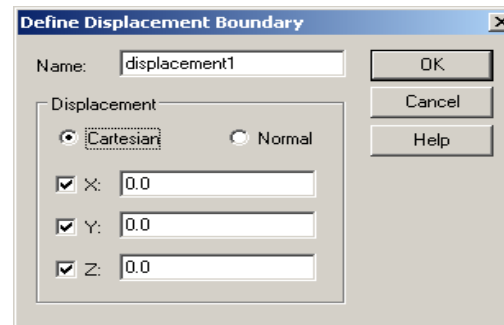 Define Displacement Boundary
Name: displacement1
OK
Cancel
Help
Displacement
Cartesian Normal
X: 0.0
Y: 0.0
Z: 0.0